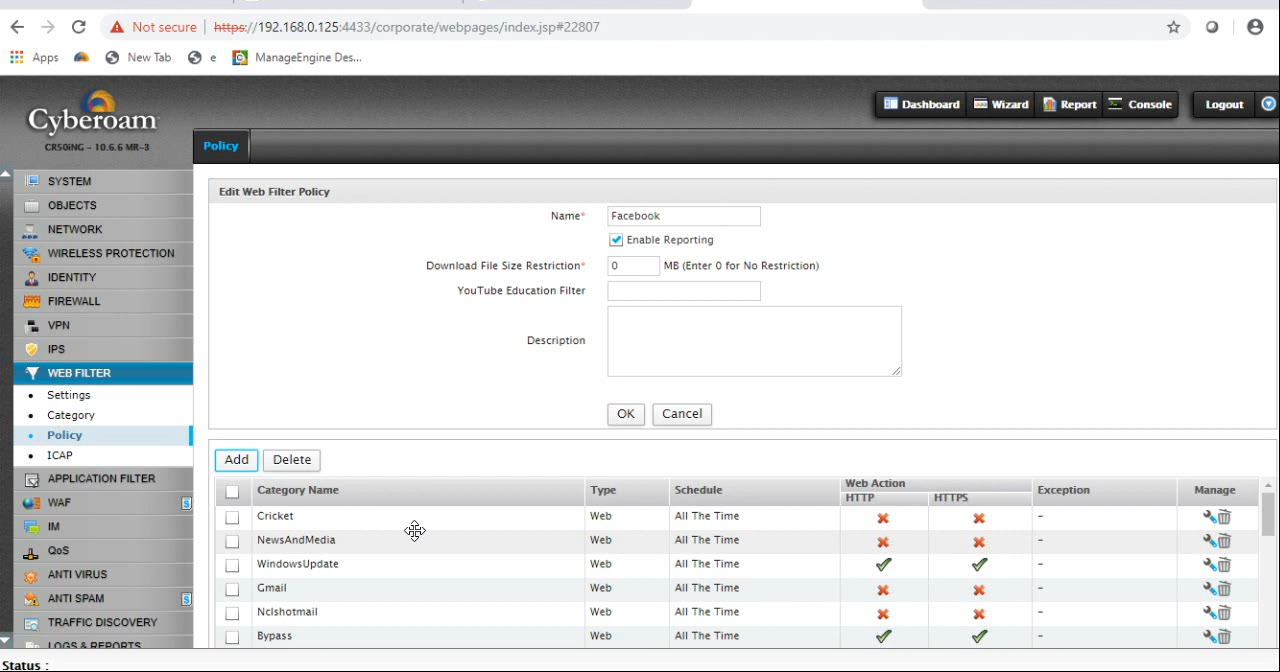 Not secure https://192.168.0.125:4433/corporate/webpages/index.jsp#22807
Apps New Tab e ManageEngine Des...
Cyberoam
CR50iNG - 10.6.6 MR-3
Dashboard Wizard Report Console Logout
Policy
SYSTEM
OBJECTS
NETWORK
WIRELESS PROTECTION
IDENTITY
FIREWALL
VPN
IPS
WEB FILTER
Settings
Category
Policy
ICAP
APPLICATION FILTER
WAF S
IM
QoS
ANTI VIRUS
ANTI SPAM S
TRAFFIC DISCOVERY
LOGS & REPORTS
Edit Web Filter Policy
Name* Facebook
Enable Reporting
Download File Size Restriction* 0 MB (Enter 0 for No Restriction)
YouTube Education Filter
Description
OK Cancel
Add Delete
Category Name Type Schedule Web Action Exception Manage
HTTP HTTPS
Cricket Web All The Time -
NewsAndMedia Web All The Time -
WindowsUpdate Web All The Time -
Gmail Web All The Time -
Nclshotmail Web All The Time -
Bypass Web All The Time -
Status :